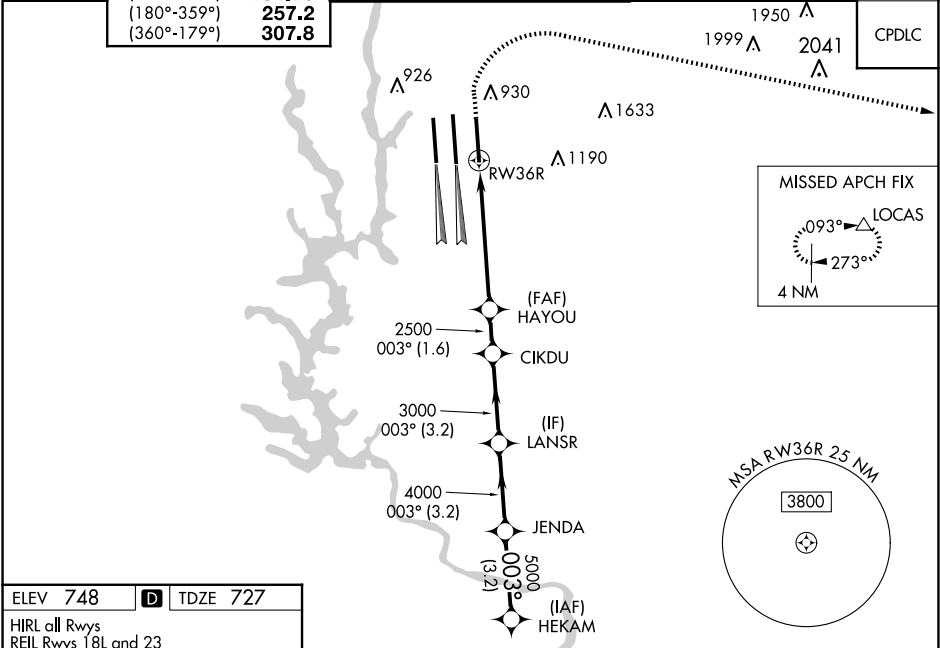 (180°-359°) 257.2
(360°-179°) 307.8
1950
1999
2041
CPDLC
926
930
1633
1190
RW36R
MISSED APCH FIX
LOCAS
093°
273°
4 NM
(FAF)
HAYOU
2500
003° (1.6)
CIKDU
3000
003° (3.2)
(IF)
LANSR
4000
003° (3.2)
JENDA
5000
003°
(3.2)
(IAF)
HEKAM
MSA RW36R 25 NM
3800
ELEV 748 D TDZE 727
HIRL all Rwys
REIL Rwys 18L and 23